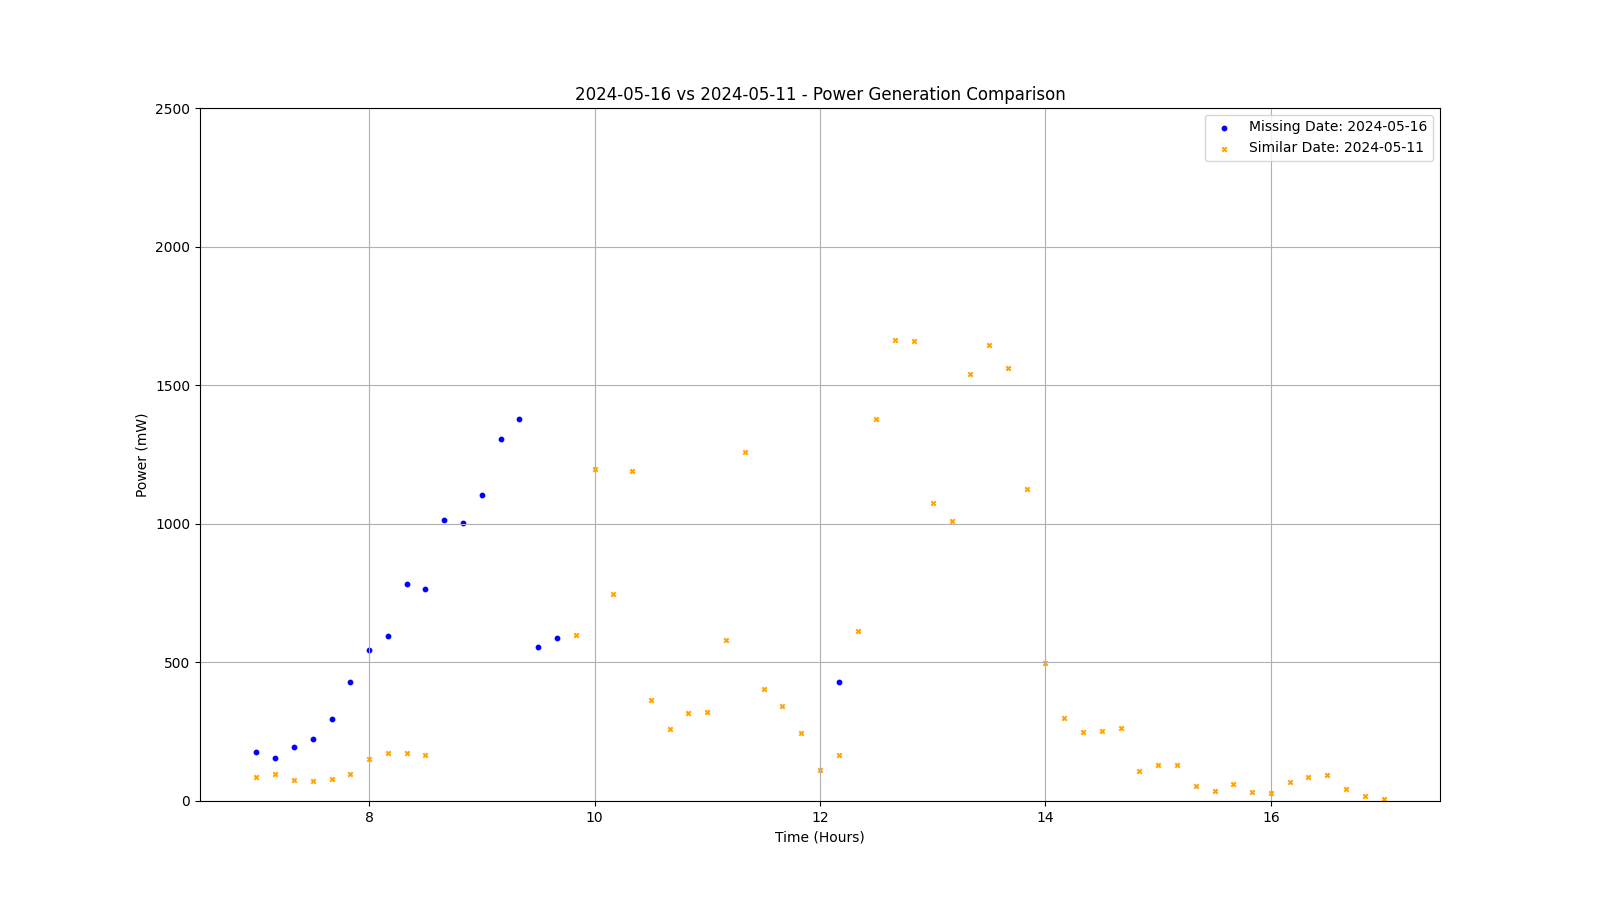 2024-05-16 vs 2024-05-11 - Power Generation Comparison
Missing Date: 2024-05-16
Similar Date: 2024-05-11
Power (mW)
2500
2000
1500
1000
500
0
8 10 12 14 16
Time (Hours)